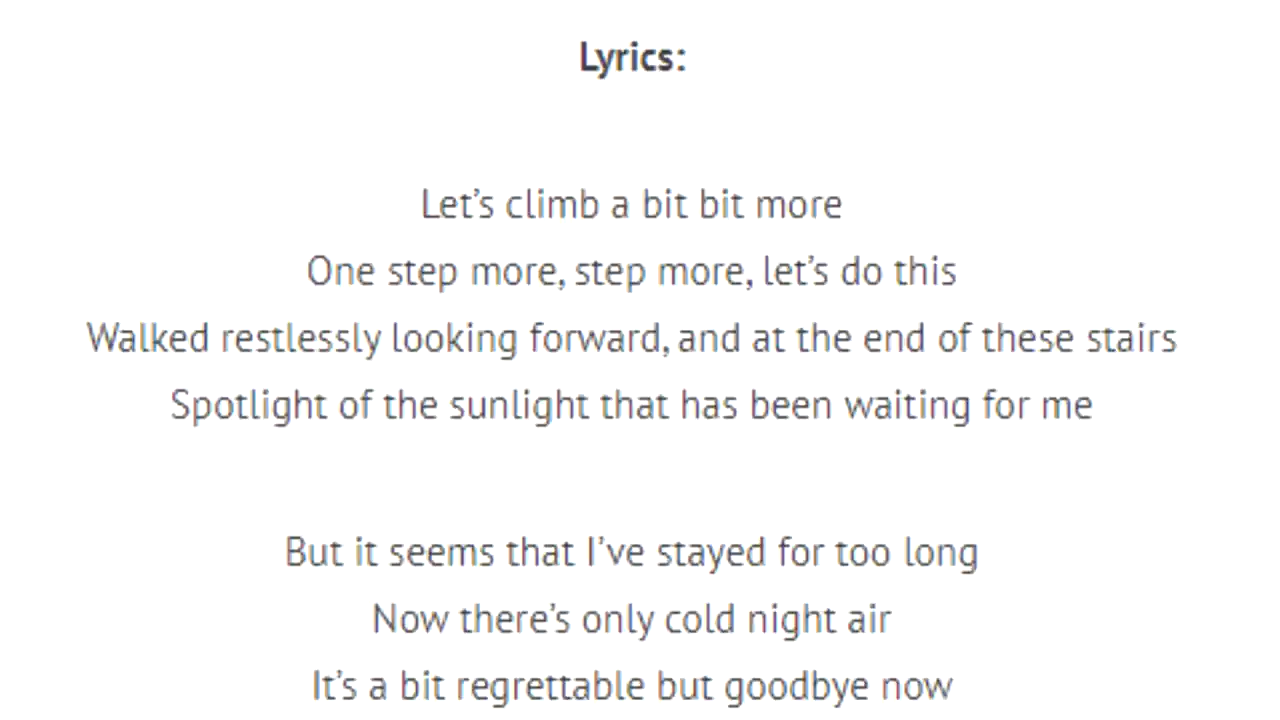 Lyrics:
Let’s climb a bit bit more
One step more, step more, let’s do this
Walked restlessly looking forward, and at the end of these stairs
Spotlight of the sunlight that has been waiting for me
But it seems that I’ve stayed for too long
Now there’s only cold night air
It’s a bit regrettable but goodbye now